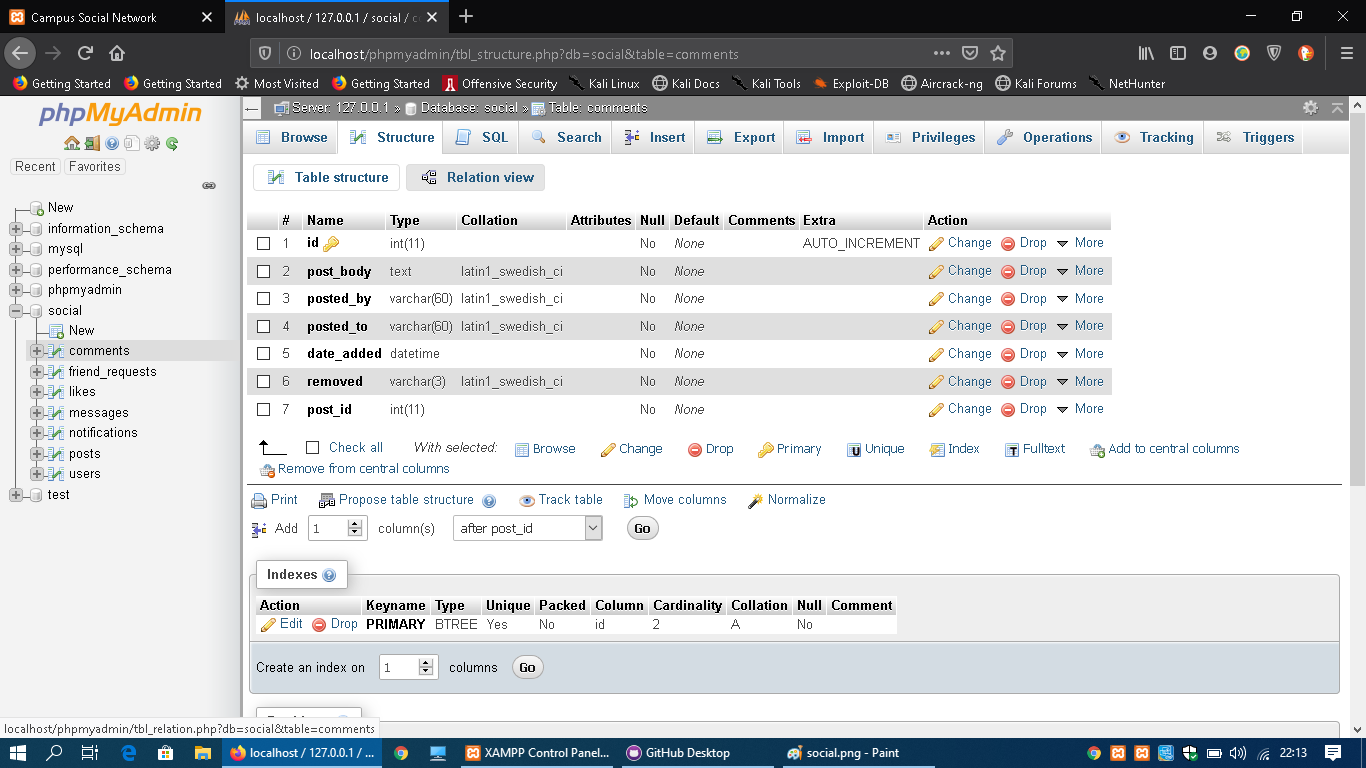 Campus Social Network
localhost / 127.0.0.1 / social / c
localhost/phpmyadmin/tbl_structure.php?db=social&table=comments
Getting Started Getting Started Most Visited Getting Started Offensive Security Kali Linux Kali Docs Kali Tools Exploit-DB Aircrack-ng Kali Forums NetHunter
phpMyAdmin
Recent Favorites
New
information_schema
mysql
performance_schema
phpmyadmin
social
New
comments
friend_requests
likes
messages
notifications
posts
users
test
Server: 127.0.0.1 » Database: social » Table: comments
Browse Structure SQL Search Insert Export Import Privileges Operations Tracking Triggers
Table structure Relation view
# Name Type Collation Attributes Null Default Comments Extra Action
1 id int(11) No None AUTO_INCREMENT Change Drop More
2 post_body text latin1_swedish_ci No None Change Drop More
3 posted_by varchar(60) latin1_swedish_ci No None Change Drop More
4 posted_to varchar(60) latin1_swedish_ci No None Change Drop More
5 date_added datetime No None Change Drop More
6 removed varchar(3) latin1_swedish_ci No None Change Drop More
7 post_id int(11) No None Change Drop More
Check all With selected: Browse Change Drop Primary Unique Index Fulltext Add to central columns
Remove from central columns
Print Propose table structure Track table Move columns Normalize
Add 1 column(s) after post_id Go
Indexes
Action Keyname Type Unique Packed Column Cardinality Collation Null Comment
Edit Drop PRIMARY BTREE Yes No id 2 A No
Create an index on 1 columns Go
localhost/phpmyadmin/tbl_relation.php?db=social&table=comments
localhost / 127.0.0.1 / ... XAMPP Control Panel... GitHub Desktop social.png - Paint 22:13